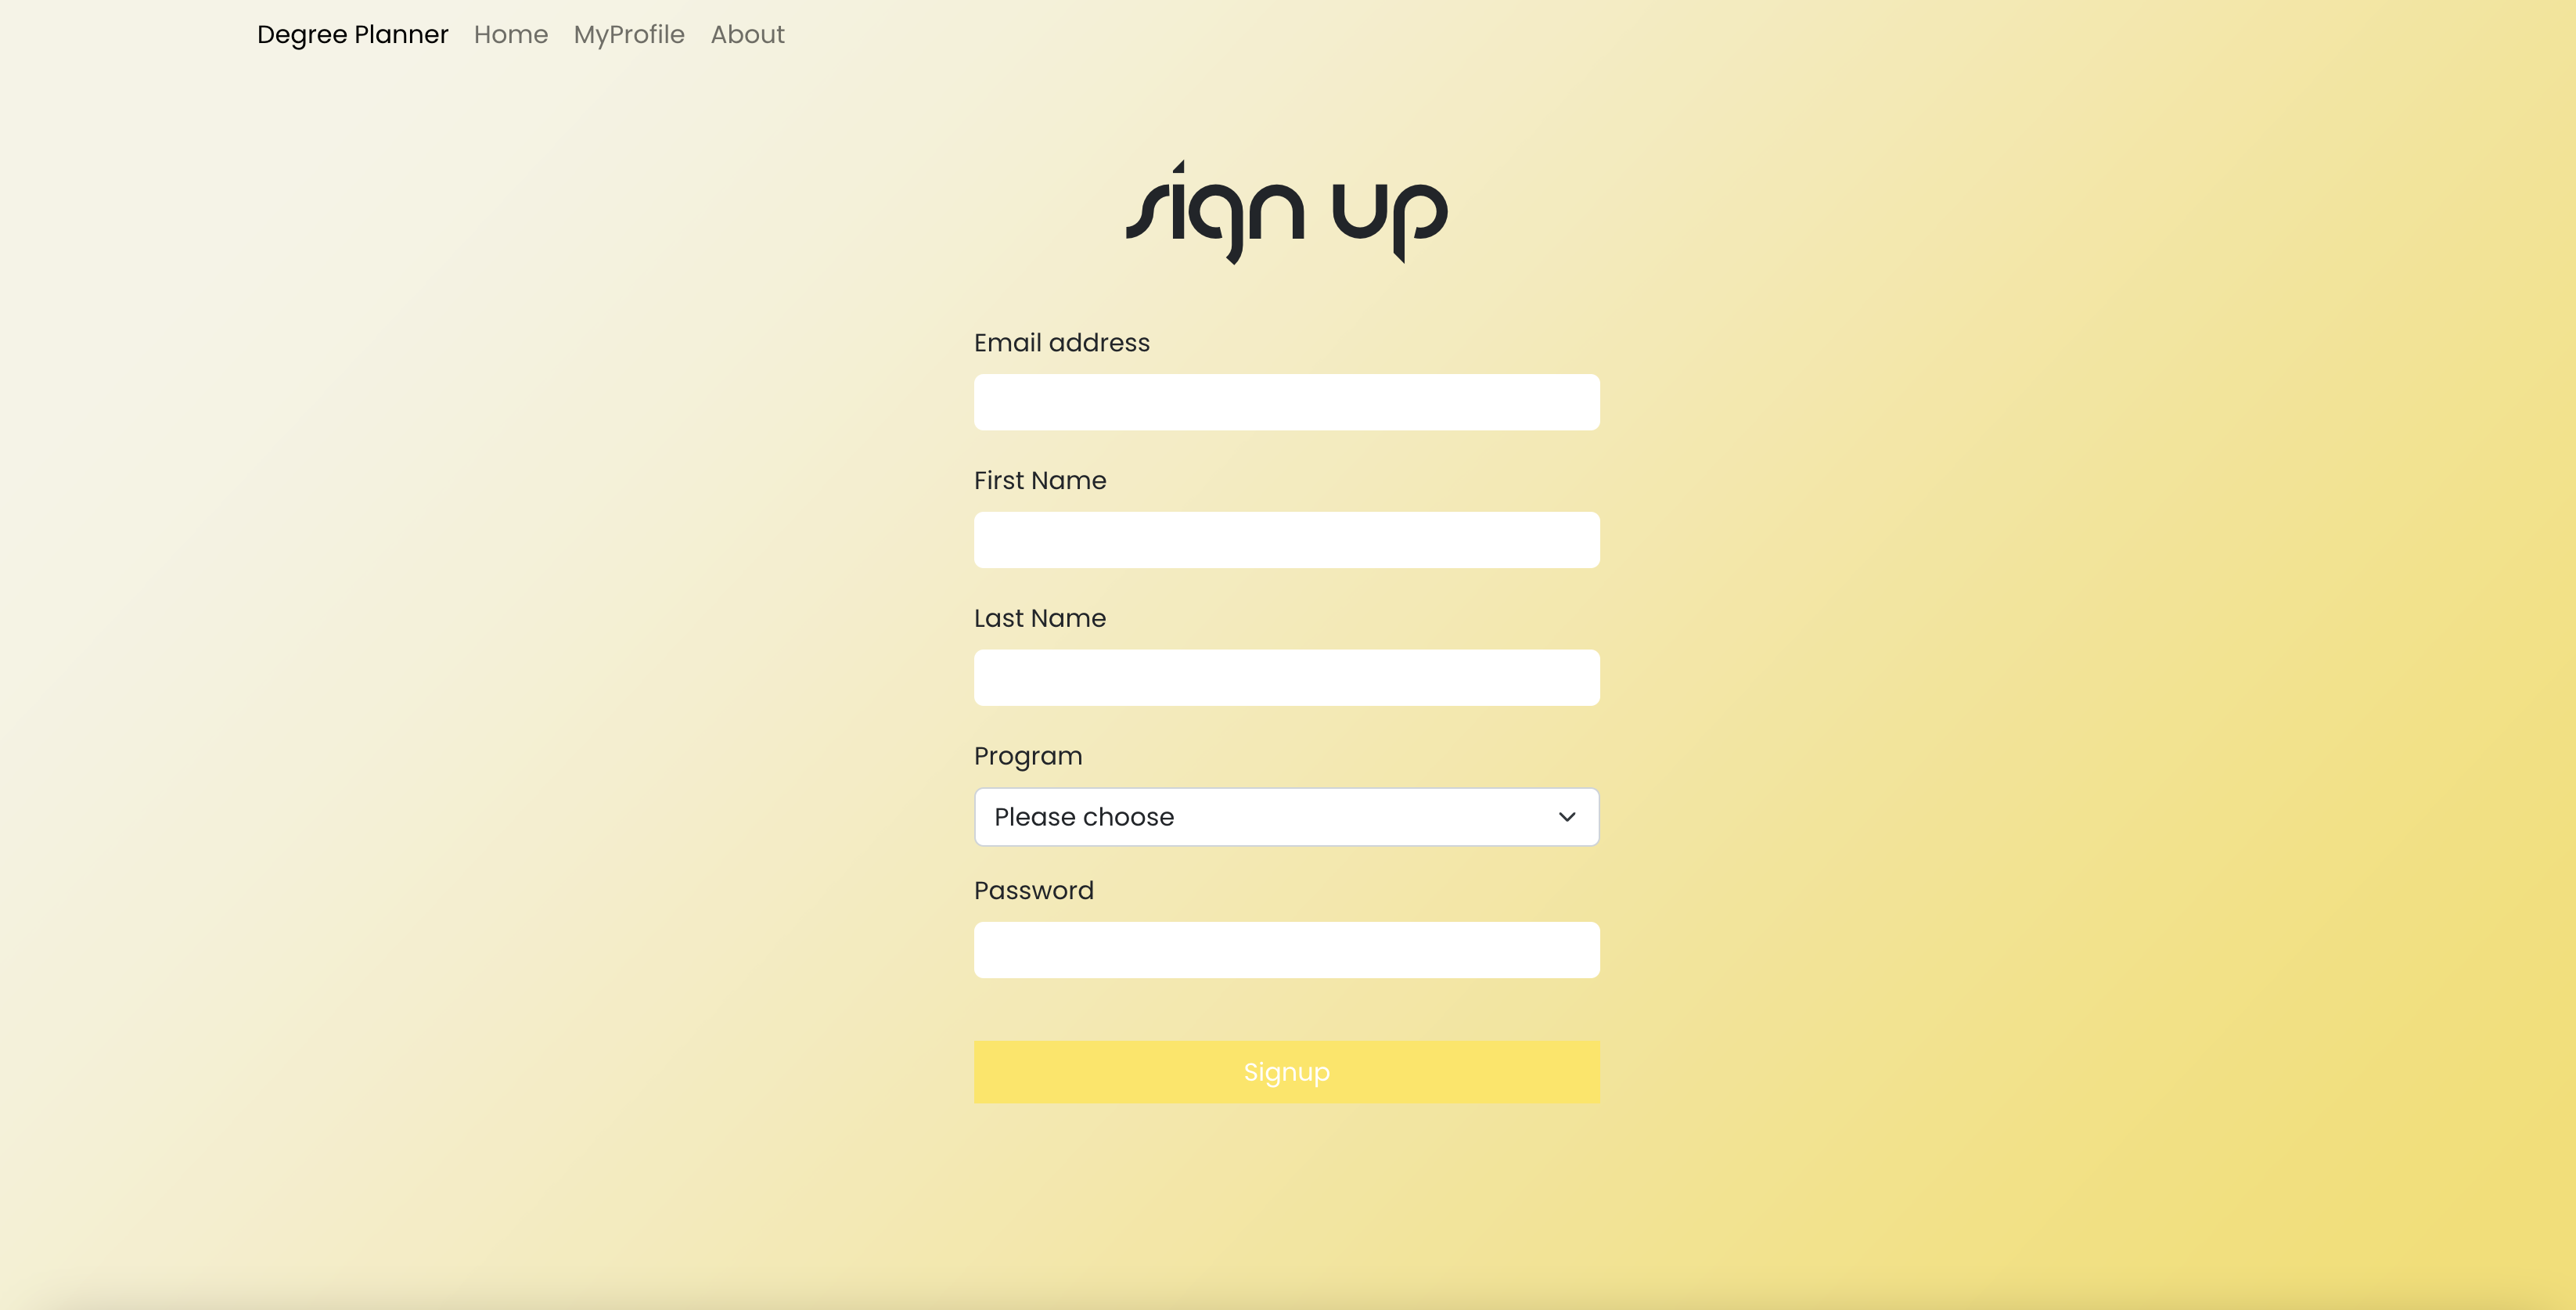 Degree Planner Home MyProfile About
sign up
Email address
First Name
Last Name
Program
Please choose
Password
Signup